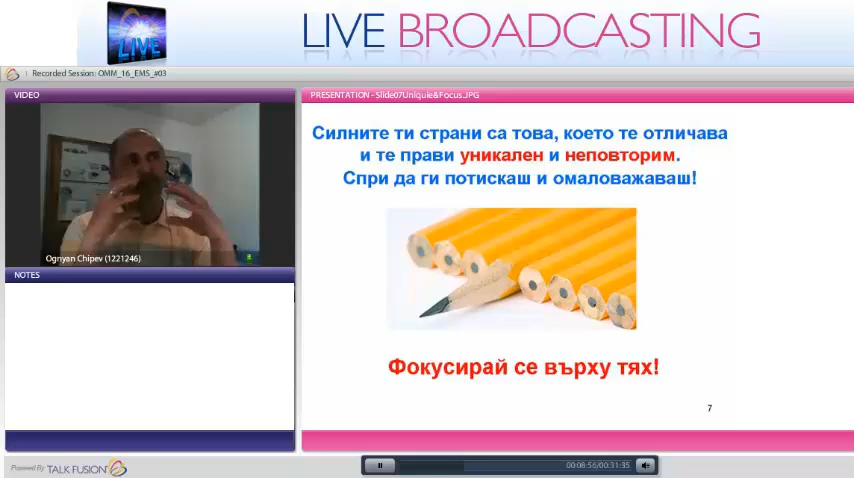 LIVE
LIVE BROADCASTING
Recorded Session: OMM_16_EMS_#03
VIDEO
PRESENTATION - Slide07Uniquie&Focus.JPG
Силните ти страни са това, което те отличава
и те прави уникален и неповторим.
Спри да ги потискаш и омаловажаваш!
Ognyan Chipev (1221246)
NOTES
Фокусирай се върху тях!
7
Powered By TALK FUSION
00:08:56/00:31:35